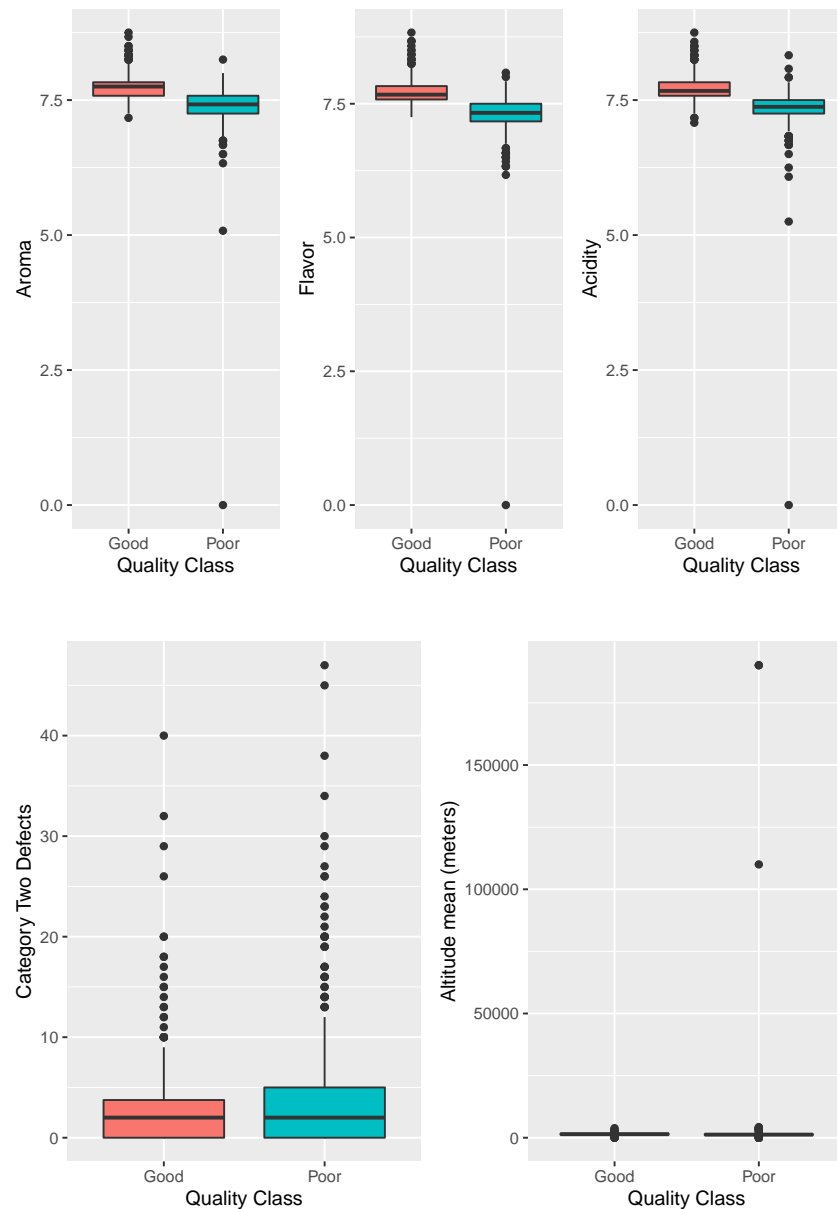 Aroma
7.5
5.0
2.5
0.0
Good Poor
Quality Class
Flavor
7.5
5.0
2.5
0.0
Good Poor
Quality Class
Acidity
7.5
5.0
2.5
0.0
Good Poor
Quality Class
Category Two Defects
40
30
20
10
0
Good Poor
Quality Class
Altitude mean (meters)
150000
100000
50000
0
Good Poor
Quality Class